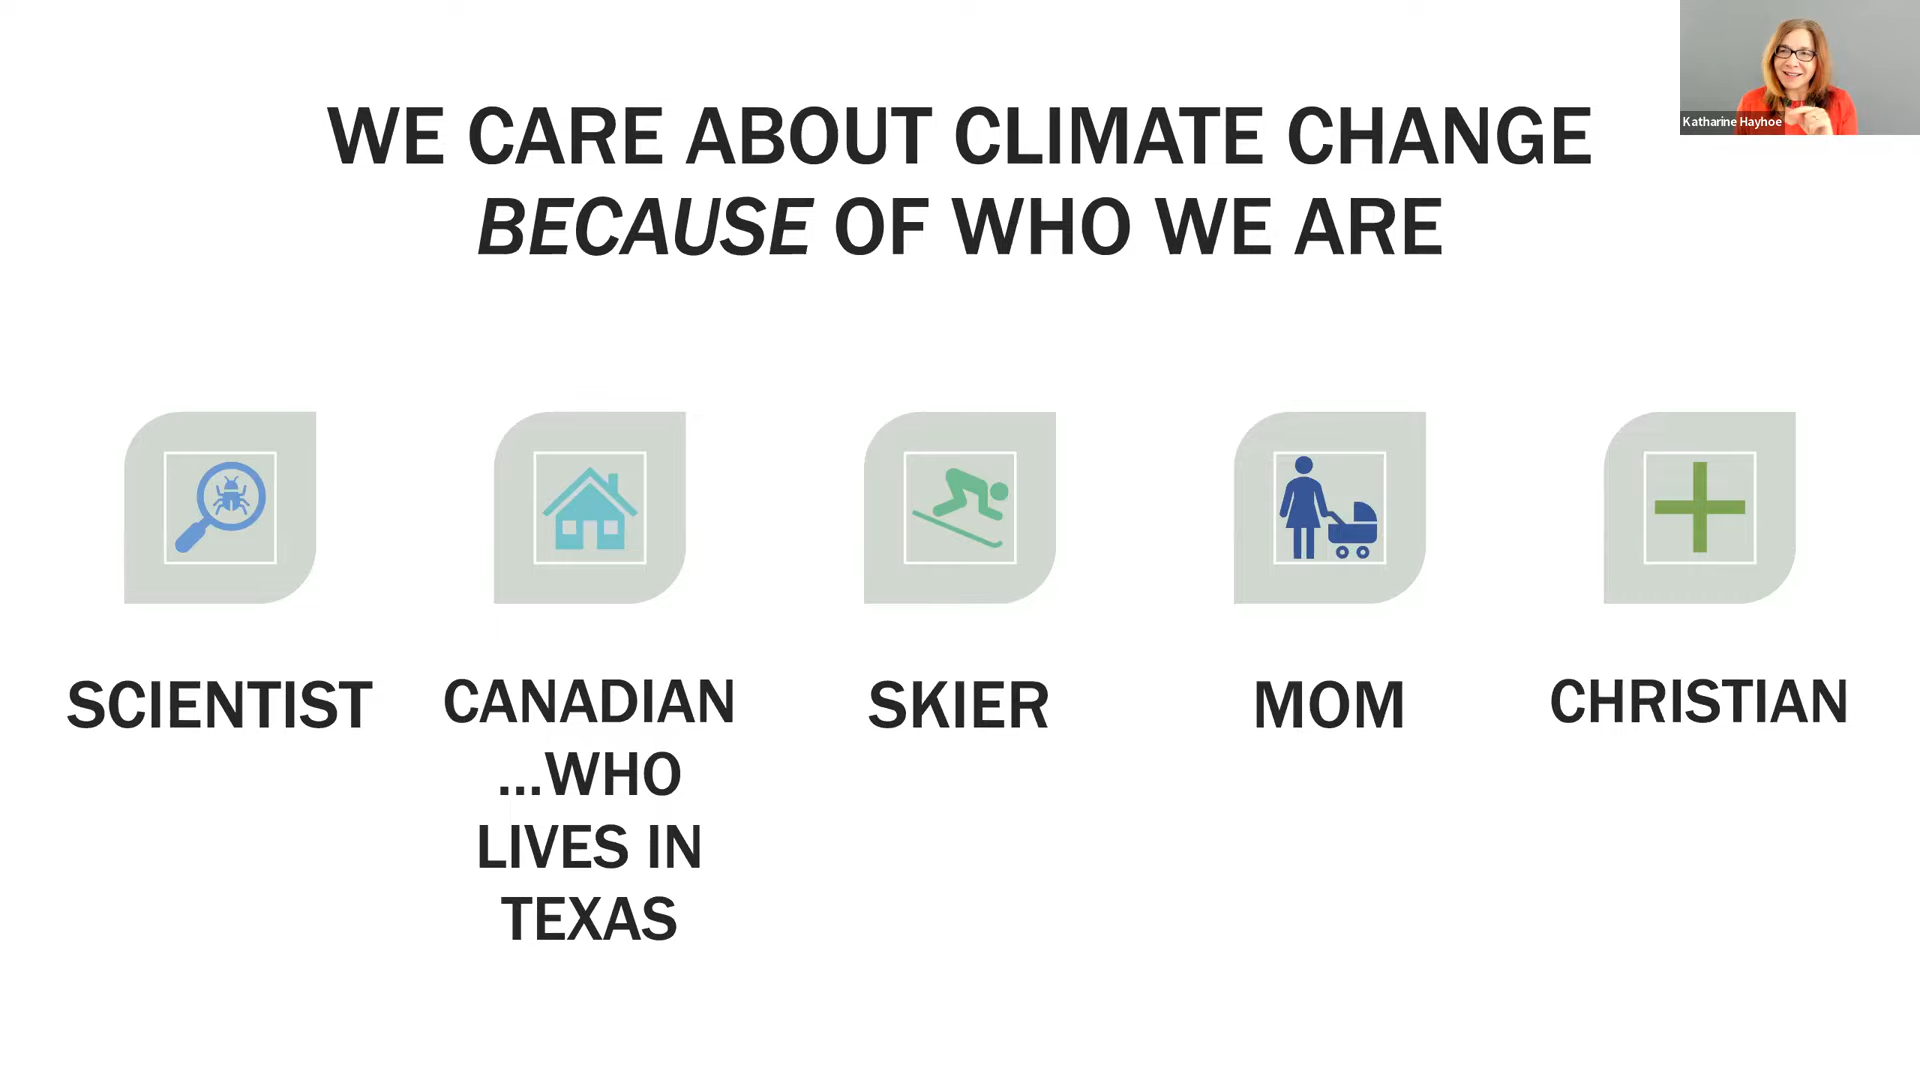 WE CARE ABOUT CLIMATE CHANGE
BECAUSE OF WHO WE ARE
Katharine Hayhoe
SCIENTIST
CANADIAN
...WHO
LIVES IN
TEXAS
SKIER
MOM
CHRISTIAN